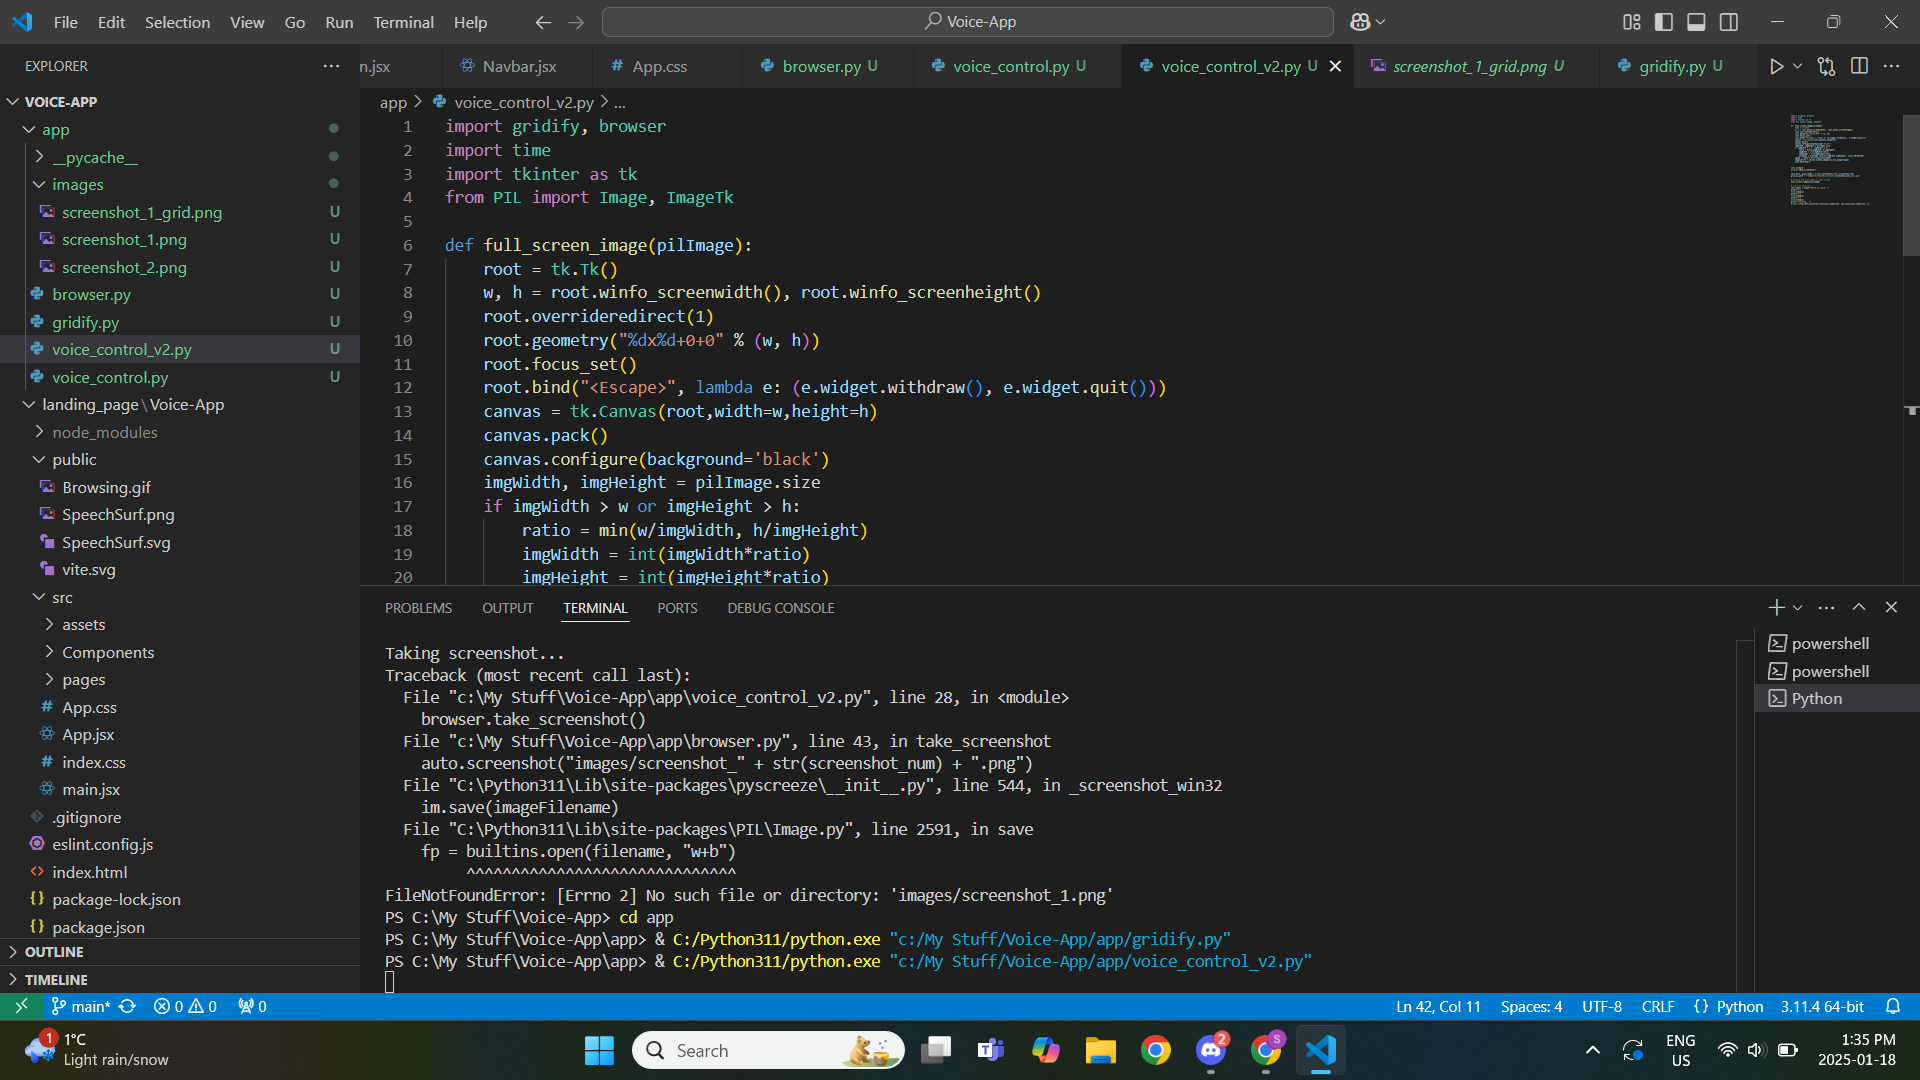 File Edit Selection View Go Run Terminal Help
Voice-App
EXPLORER
VOICE-APP
app
__pycache__
images
screenshot_1_grid.png U
screenshot_1.png U
screenshot_2.png U
browser.py U
gridify.py U
voice_control_v2.py U
voice_control.py U
landing_page\Voice-App
node_modules
public
Browsing.gif
SpeechSurf.png
SpeechSurf.svg
vite.svg
src
assets
Components
pages
App.css
App.jsx
index.css
main.jsx
.gitignore
eslint.config.js
index.html
package-lock.json
package.json
OUTLINE
TIMELINE
n.jsx Navbar.jsx App.css browser.py U voice_control.py U voice_control_v2.py U screenshot_1_grid.png U gridify.py U
app > voice_control_v2.py > ...
1 import gridify, browser
2 import time
3 import tkinter as tk
4 from PIL import Image, ImageTk
5
6 def full_screen_image(pilImage):
7 root = tk.Tk()
8 w, h = root.winfo_screenwidth(), root.winfo_screenheight()
9 root.overrideredirect(1)
10 root.geometry("%dx%d+0+0" % (w, h))
11 root.focus_set()
12 root.bind("<Escape>", lambda e: (e.widget.withdraw(), e.widget.quit()))
13 canvas = tk.Canvas(root,width=w,height=h)
14 canvas.pack()
15 canvas.configure(background='black')
16 imgWidth, imgHeight = pilImage.size
17 if imgWidth > w or imgHeight > h:
18 ratio = min(w/imgWidth, h/imgHeight)
19 imgWidth = int(imgWidth*ratio)
20 imgHeight = int(imgHeight*ratio)
PROBLEMS OUTPUT TERMINAL PORTS DEBUG CONSOLE
Taking screenshot...
Traceback (most recent call last):
File "c:\My Stuff\Voice-App\app\voice_control_v2.py", line 28, in <module>
browser.take_screenshot()
File "c:\My Stuff\Voice-App\app\browser.py", line 43, in take_screenshot
auto.screenshot("images/screenshot_" + str(screenshot_num) + ".png")
File "C:\Python311\Lib\site-packages\pyscreeze\__init__.py", line 544, in _screenshot_win32
im.save(imageFilename)
File "C:\Python311\Lib\site-packages\PIL\Image.py", line 2591, in save
fp = builtins.open(filename, "w+b")
^^^^^^^^^^^^^^^^^^^^^^^^^^^^^^
FileNotFoundError: [Errno 2] No such file or directory: 'images/screenshot_1.png'
PS C:\My Stuff\Voice-App> cd app
PS C:\My Stuff\Voice-App\app> & C:/Python311/python.exe "c:/My Stuff/Voice-App/app/gridify.py"
PS C:\My Stuff\Voice-App\app> & C:/Python311/python.exe "c:/My Stuff/Voice-App/app/voice_control_v2.py"
powershell
powershell
Python
main* 0 0 0 Ln 42, Col 11 Spaces: 4 UTF-8 CRLF {} Python 3.11.4 64-bit
1 1°C
Light rain/snow
Search
2
S
ENG
US
1:35 PM
2025-01-18